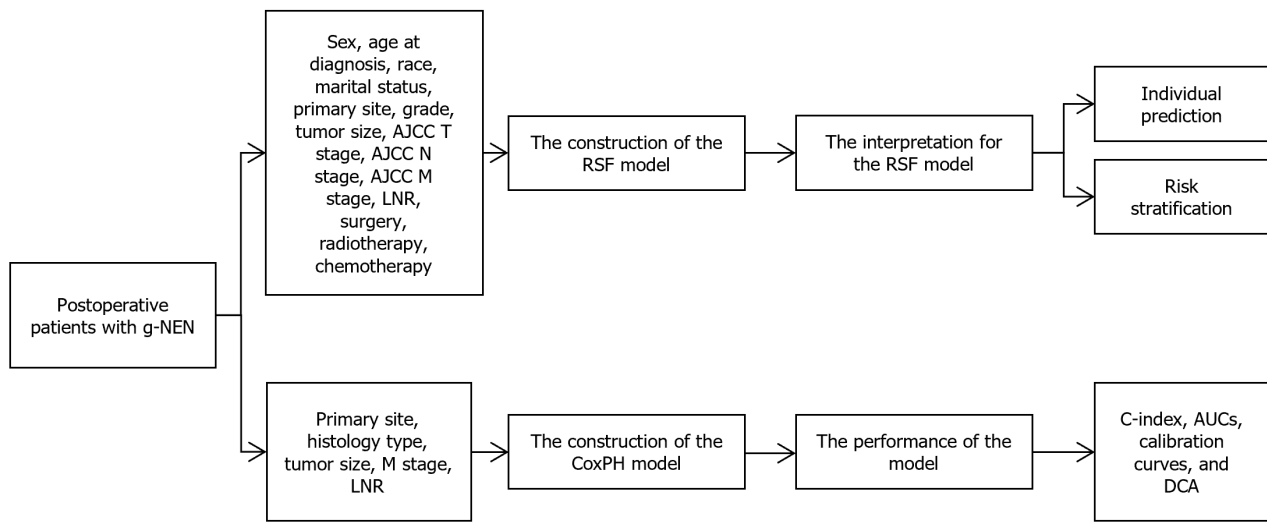 Postoperative
patients with g-NEN
Sex, age at
diagnosis, race,
marital status,
primary site, grade,
tumor size, AJCC T
stage, AJCC N
stage, AJCC M
stage, LNR,
surgery,
radiotherapy,
chemotherapy
The construction of the
RSF model
The interpretation for
the RSF model
Individual
prediction
Risk
stratification
Primary site,
histology type,
tumor size, M stage,
LNR
The construction of the
CoxPH model
The performance of the
model
C-index, AUCs,
calibration
curves, and
DCA